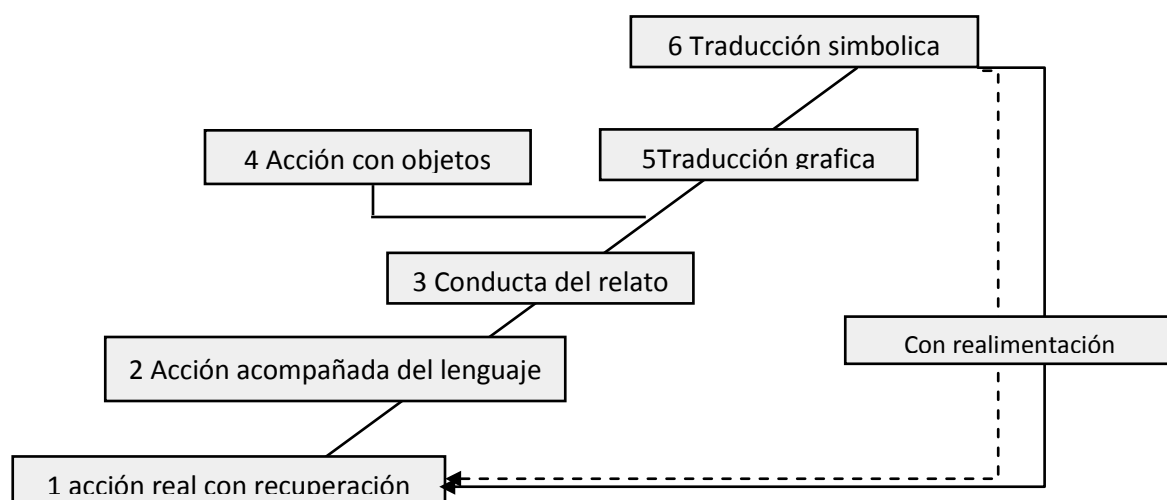 6 Traducción simbolica
4 Acción con objetos
5Traducción grafica
3 Conducta del relato
Con realimentación
2 Acción acompañada del lenguaje
1 acción real con recuperación